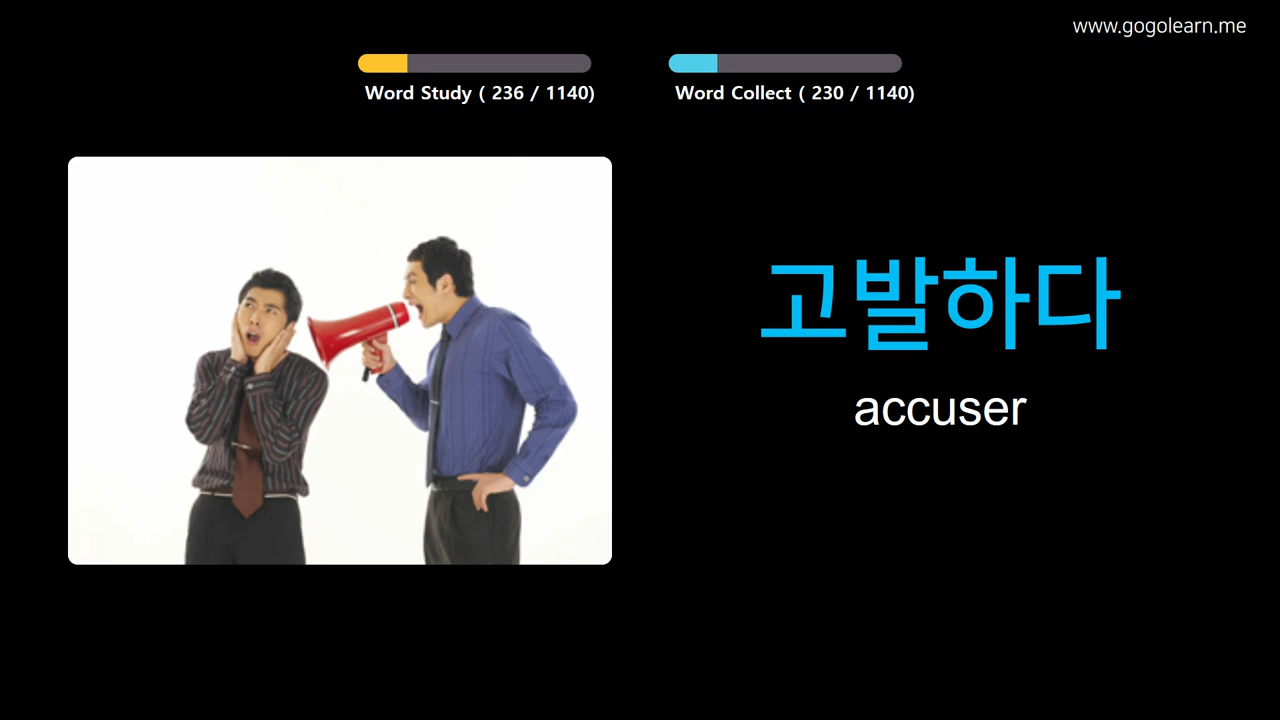 www.gogolearn.me
Word Study ( 236 / 1140)
Word Collect ( 230 / 1140)
고발하다
accuser